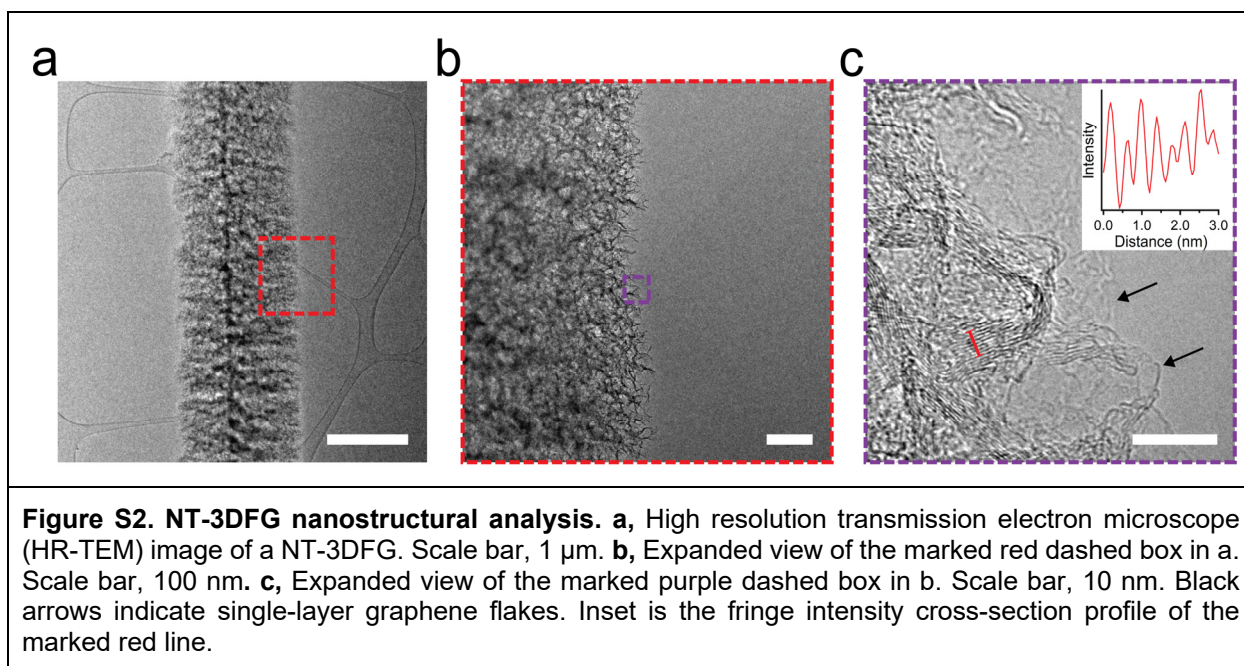 a
b
c
Intensity
0.0 1.0 2.0 3.0
Distance (nm)
Figure S2. NT-3DFG nanostructural analysis. a, High resolution transmission electron microscope
(HR-TEM) image of a NT-3DFG. Scale bar, 1 µm. b, Expanded view of the marked red dashed box in a.
Scale bar, 100 nm. c, Expanded view of the marked purple dashed box in b. Scale bar, 10 nm. Black
arrows indicate single-layer graphene flakes. Inset is the fringe intensity cross-section profile of the
marked red line.